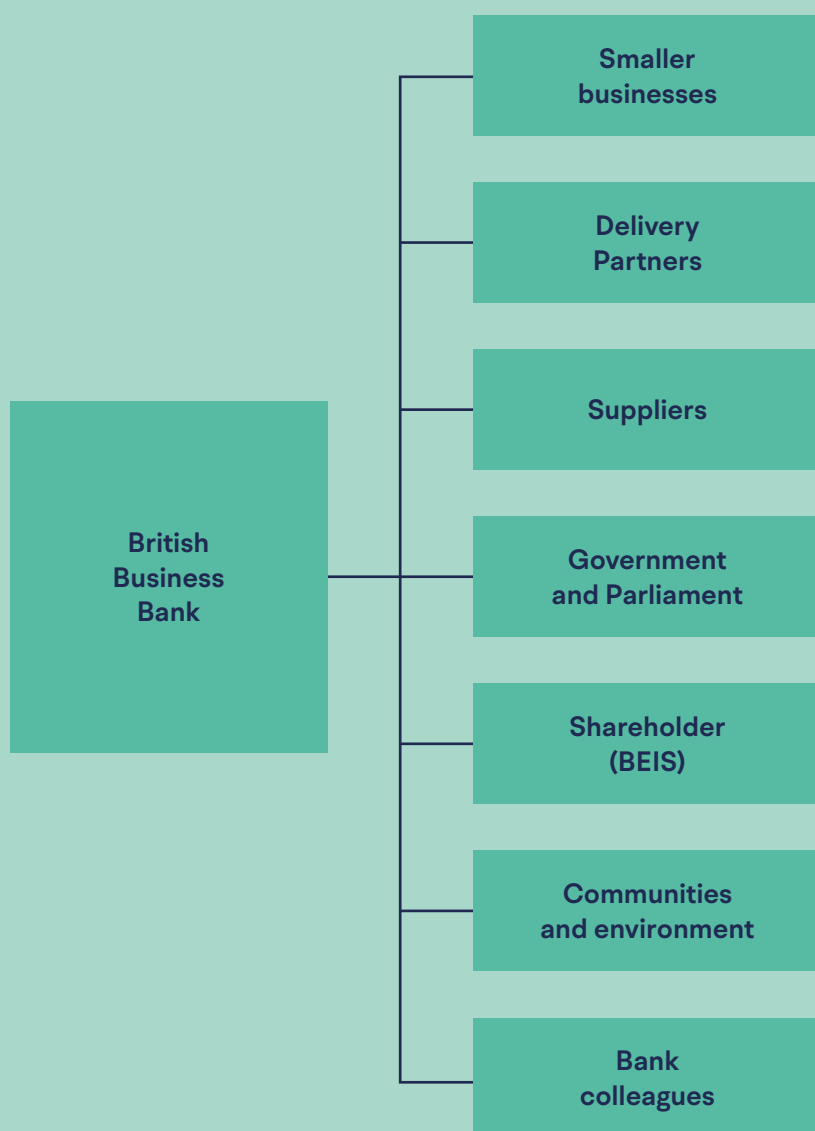 Smaller
businesses
Delivery
Partners
Suppliers
British
Business
Bank
Government
and Parliament
Shareholder
(BEIS)
Communities
and environment
Bank
colleagues